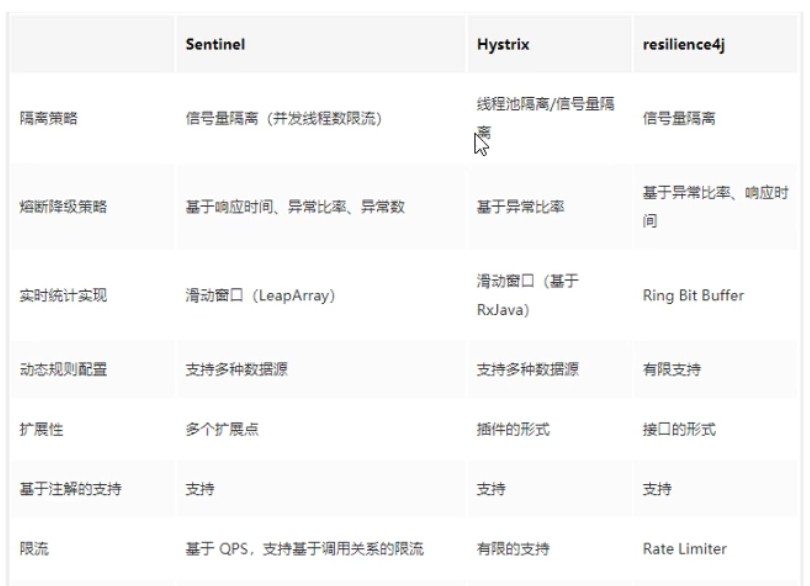 Sentinel Hystrix resilience4j
隔离策略 信号量隔离（并发线程数限流） 线程池隔离/信号量隔 信号量隔离
离
熔断降级策略 基于响应时间、异常比率、异常数 基于异常比率 基于异常比率、响应时
间
实时统计实现 滑动窗口（LeapArray） 滑动窗口（基于 Ring Bit Buffer
RxJava）
动态规则配置 支持多种数据源 支持多种数据源 有限支持
扩展性 多个扩展点 插件的形式 接口的形式
基于注解的支持 支持 支持 支持
限流 基于 QPS，支持基于调用关系的限流 有限的支持 Rate Limiter